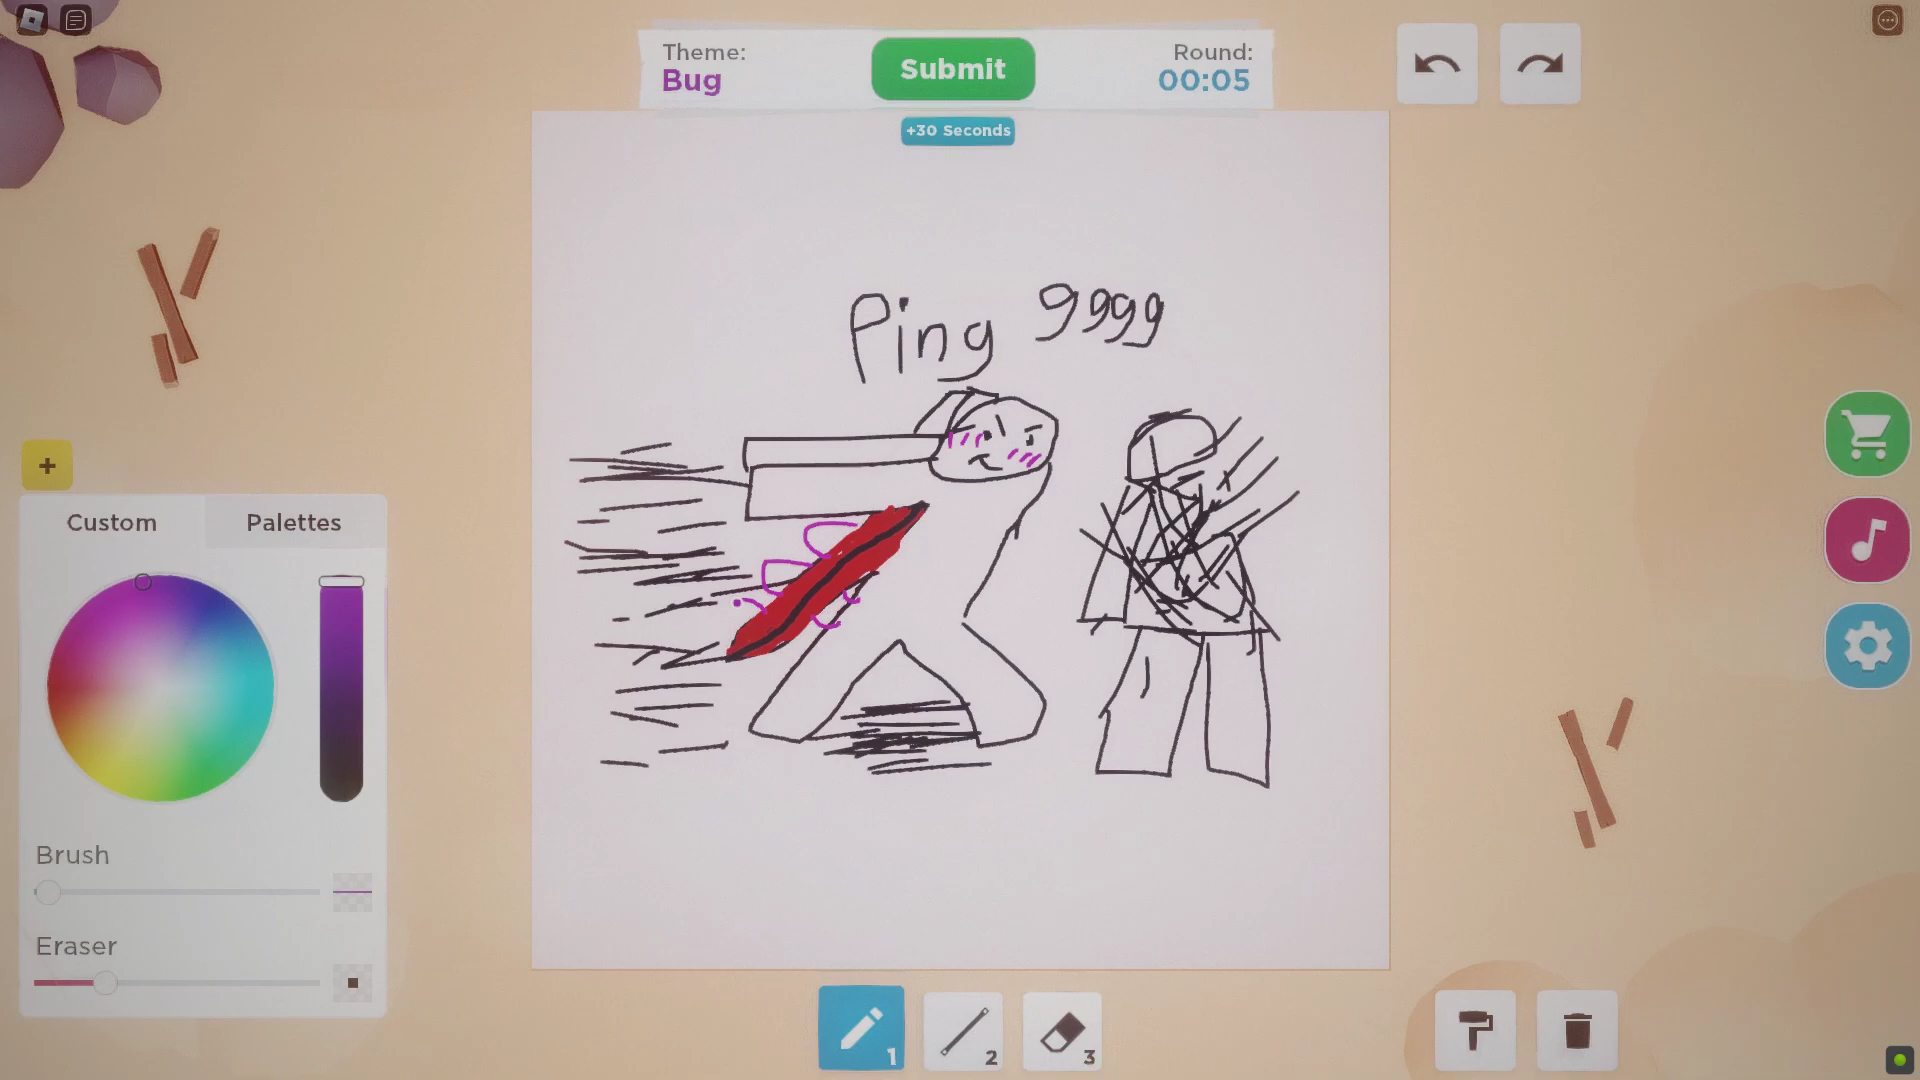 Theme:
Bug
Submit
Round:
00:05
+30 Seconds
Ping 9999
Custom
Palettes
Brush
Eraser
1
2
3